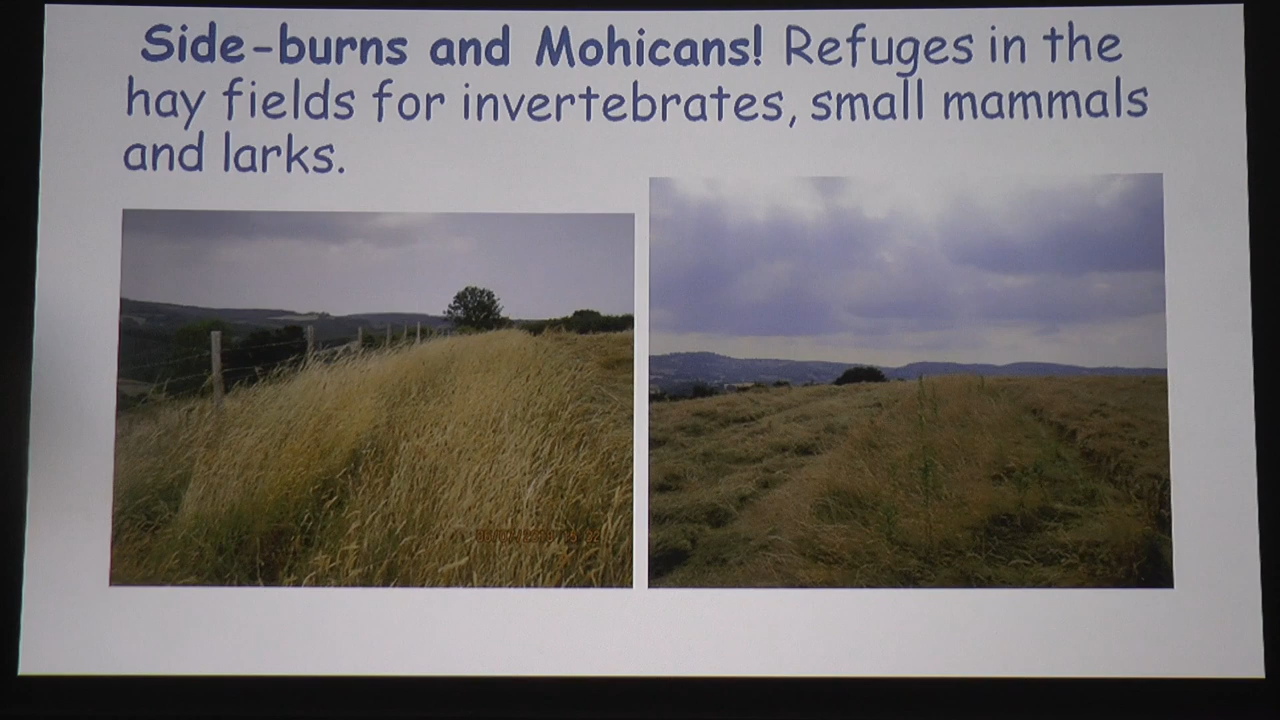 Side-burns and Mohicans! Refuges in the
hay fields for invertebrates, small mammals
and larks.